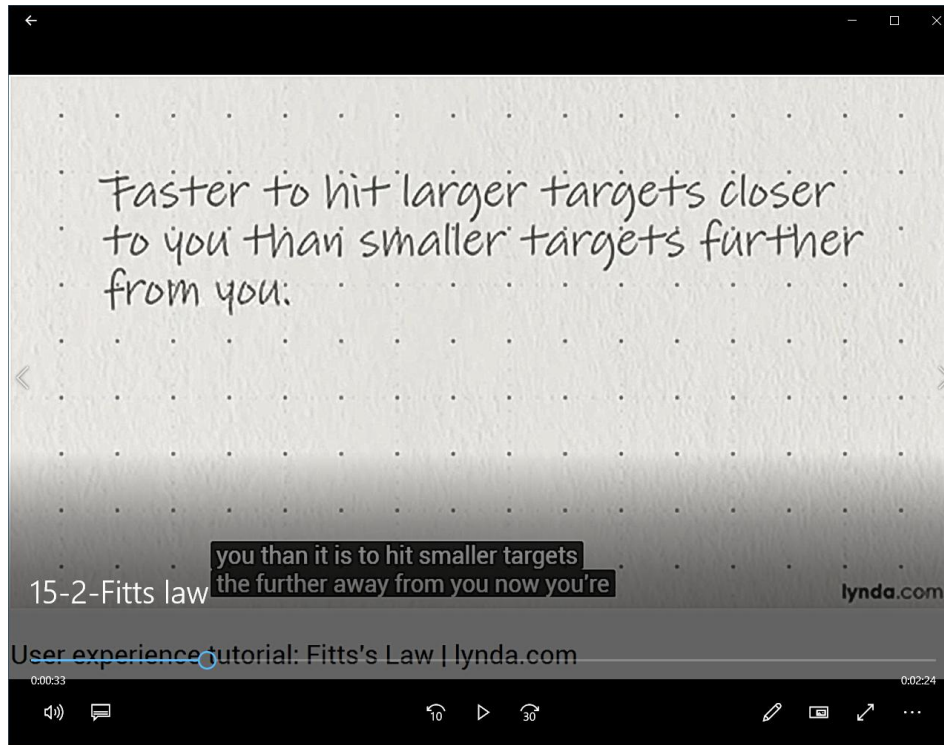 Faster to hit larger targets closer
to you than smaller targets further
from you.
you than it is to hit smaller targets
the further away from you now you're
15-2-Fitts law
lynda.com
User experience tutorial: Fitts's Law | lynda.com
0:00:33
0:02:24
10
30